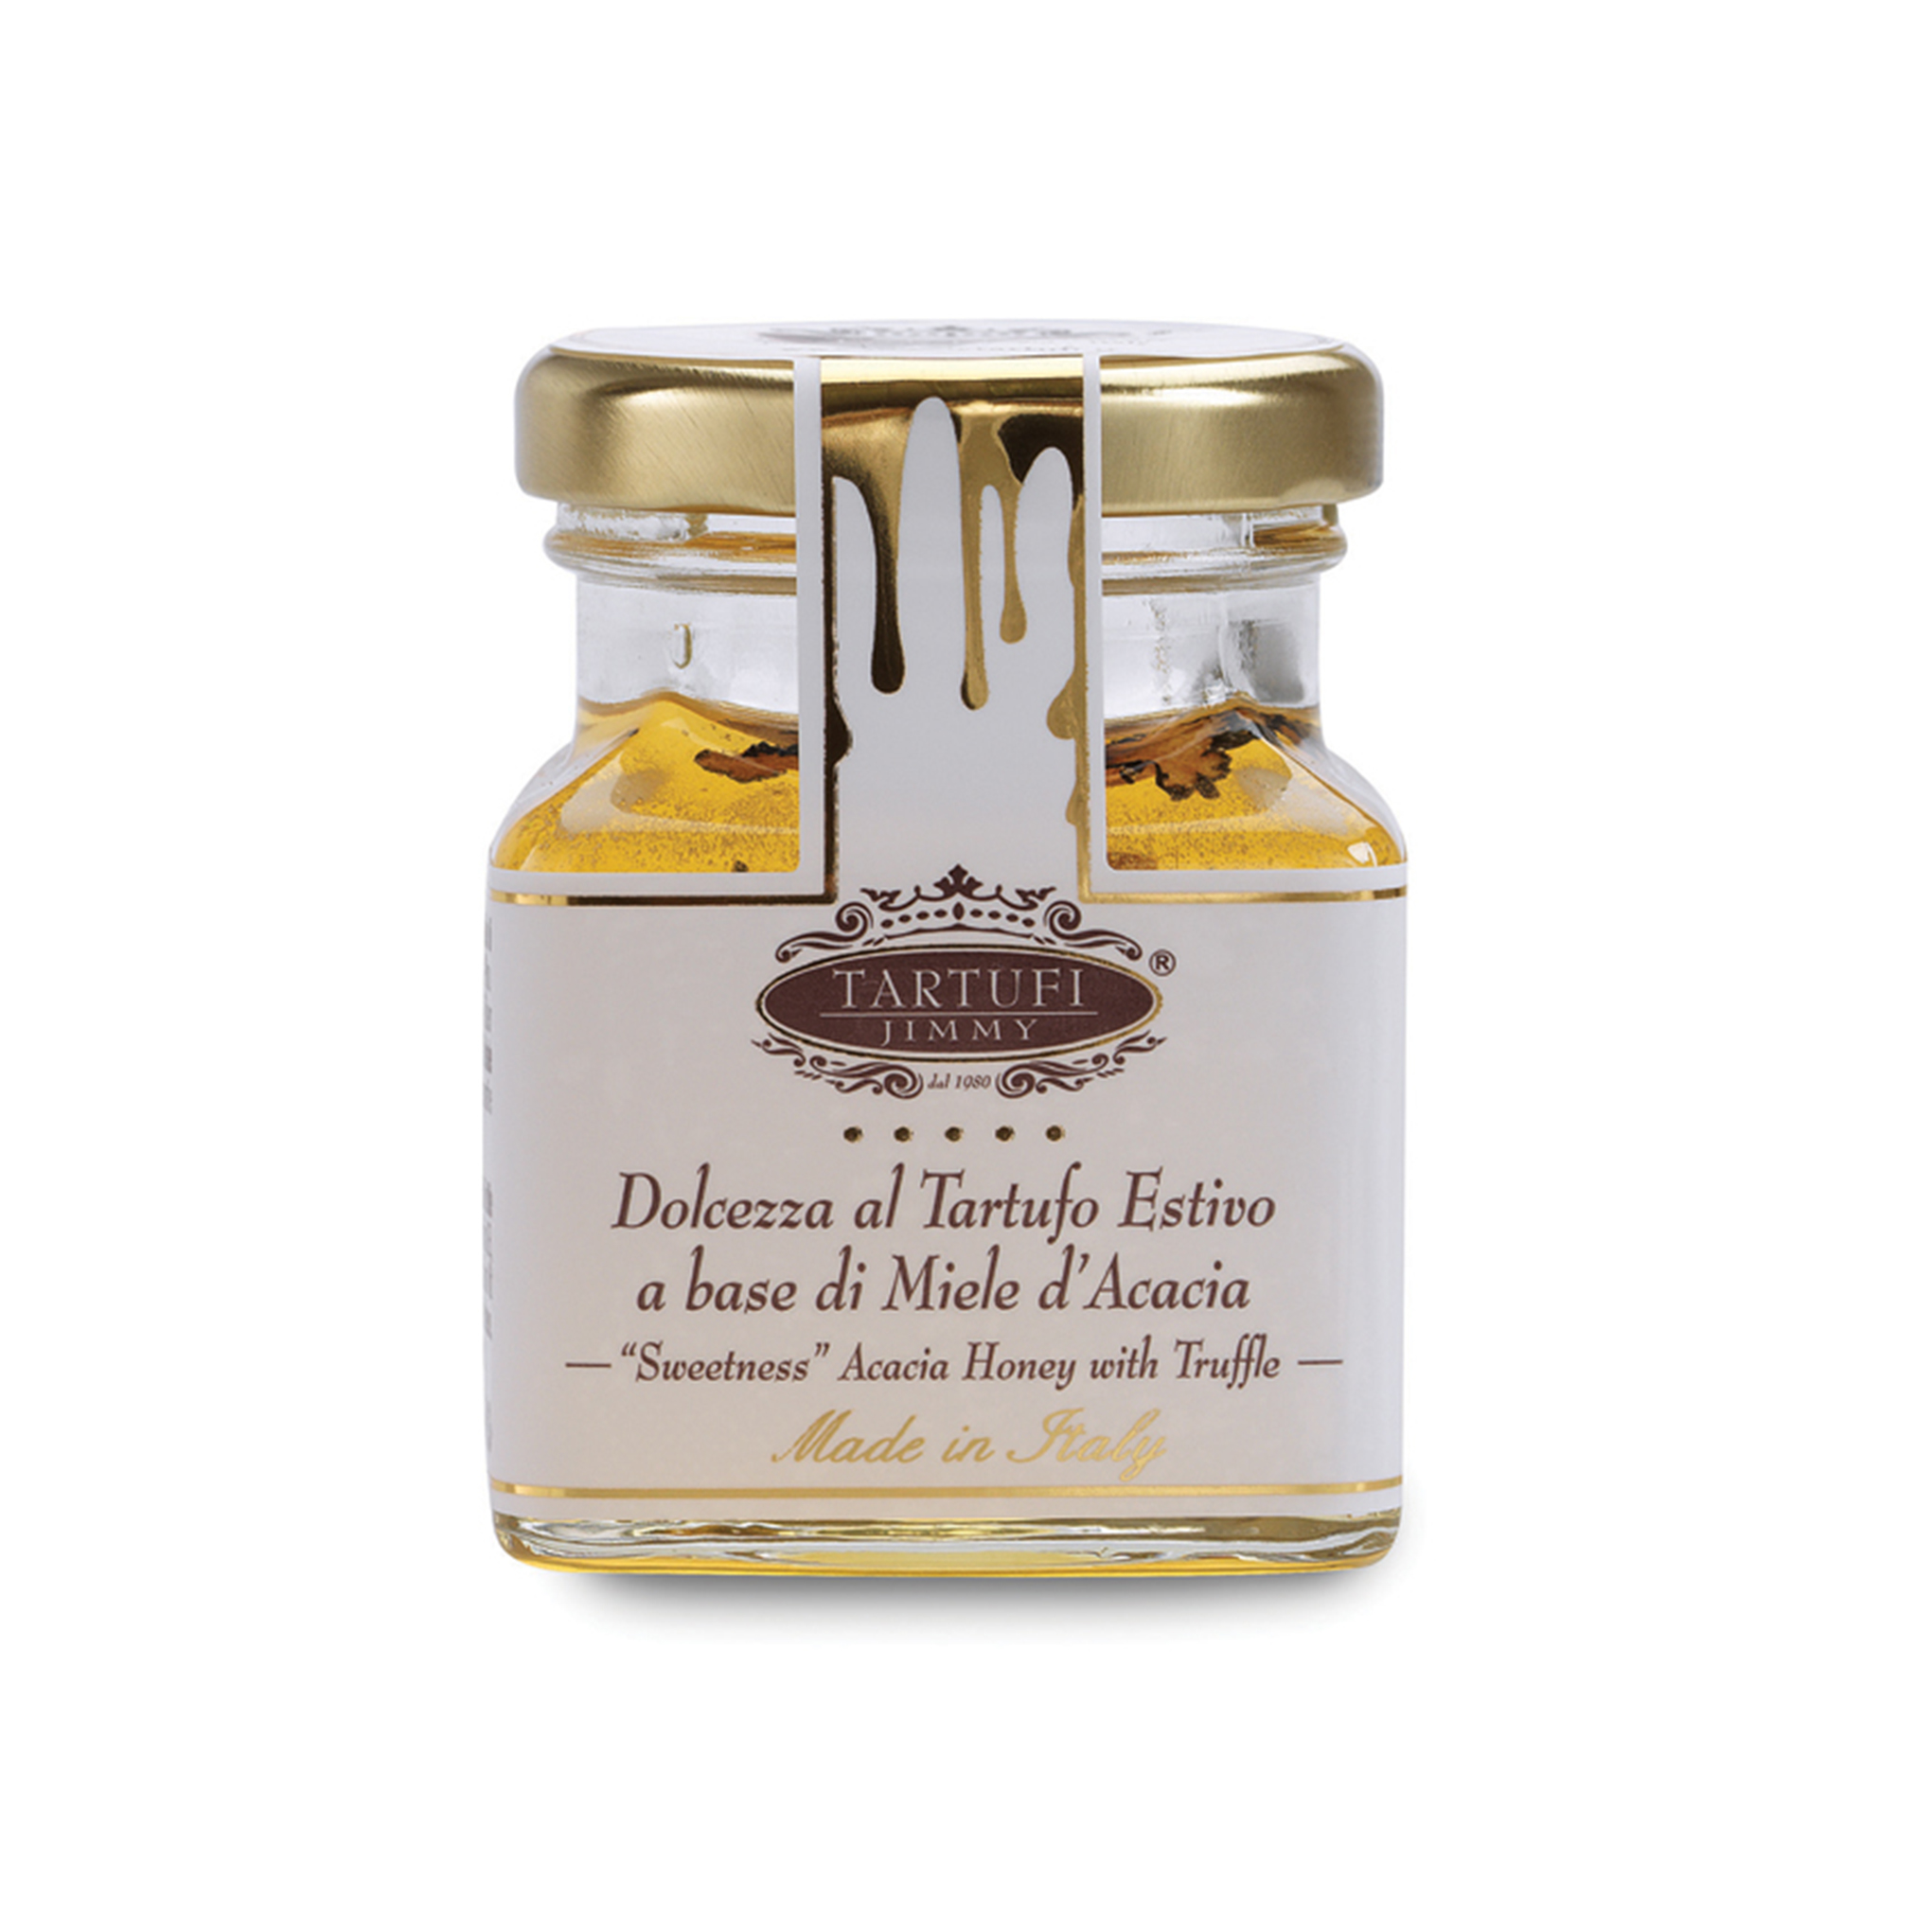 TARTUFI
JIMMY
®
dal 1980
Dolcezza al Tartufo Estivo
a base di Miele d'Acacia
—"Sweetness" Acacia Honey with Truffle—
Made in Italy